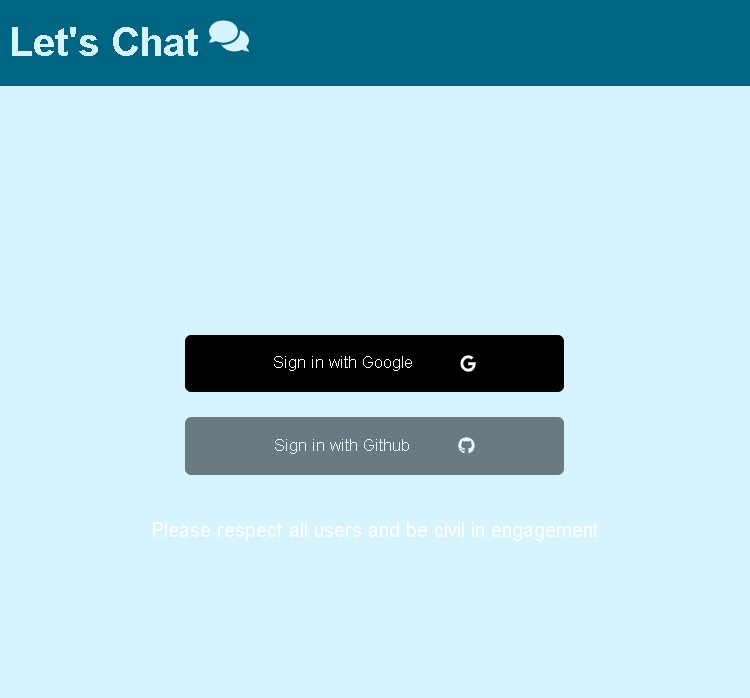 Let's Chat
Sign in with Google
Sign in with Github
Please respect all users and be civil in engagement